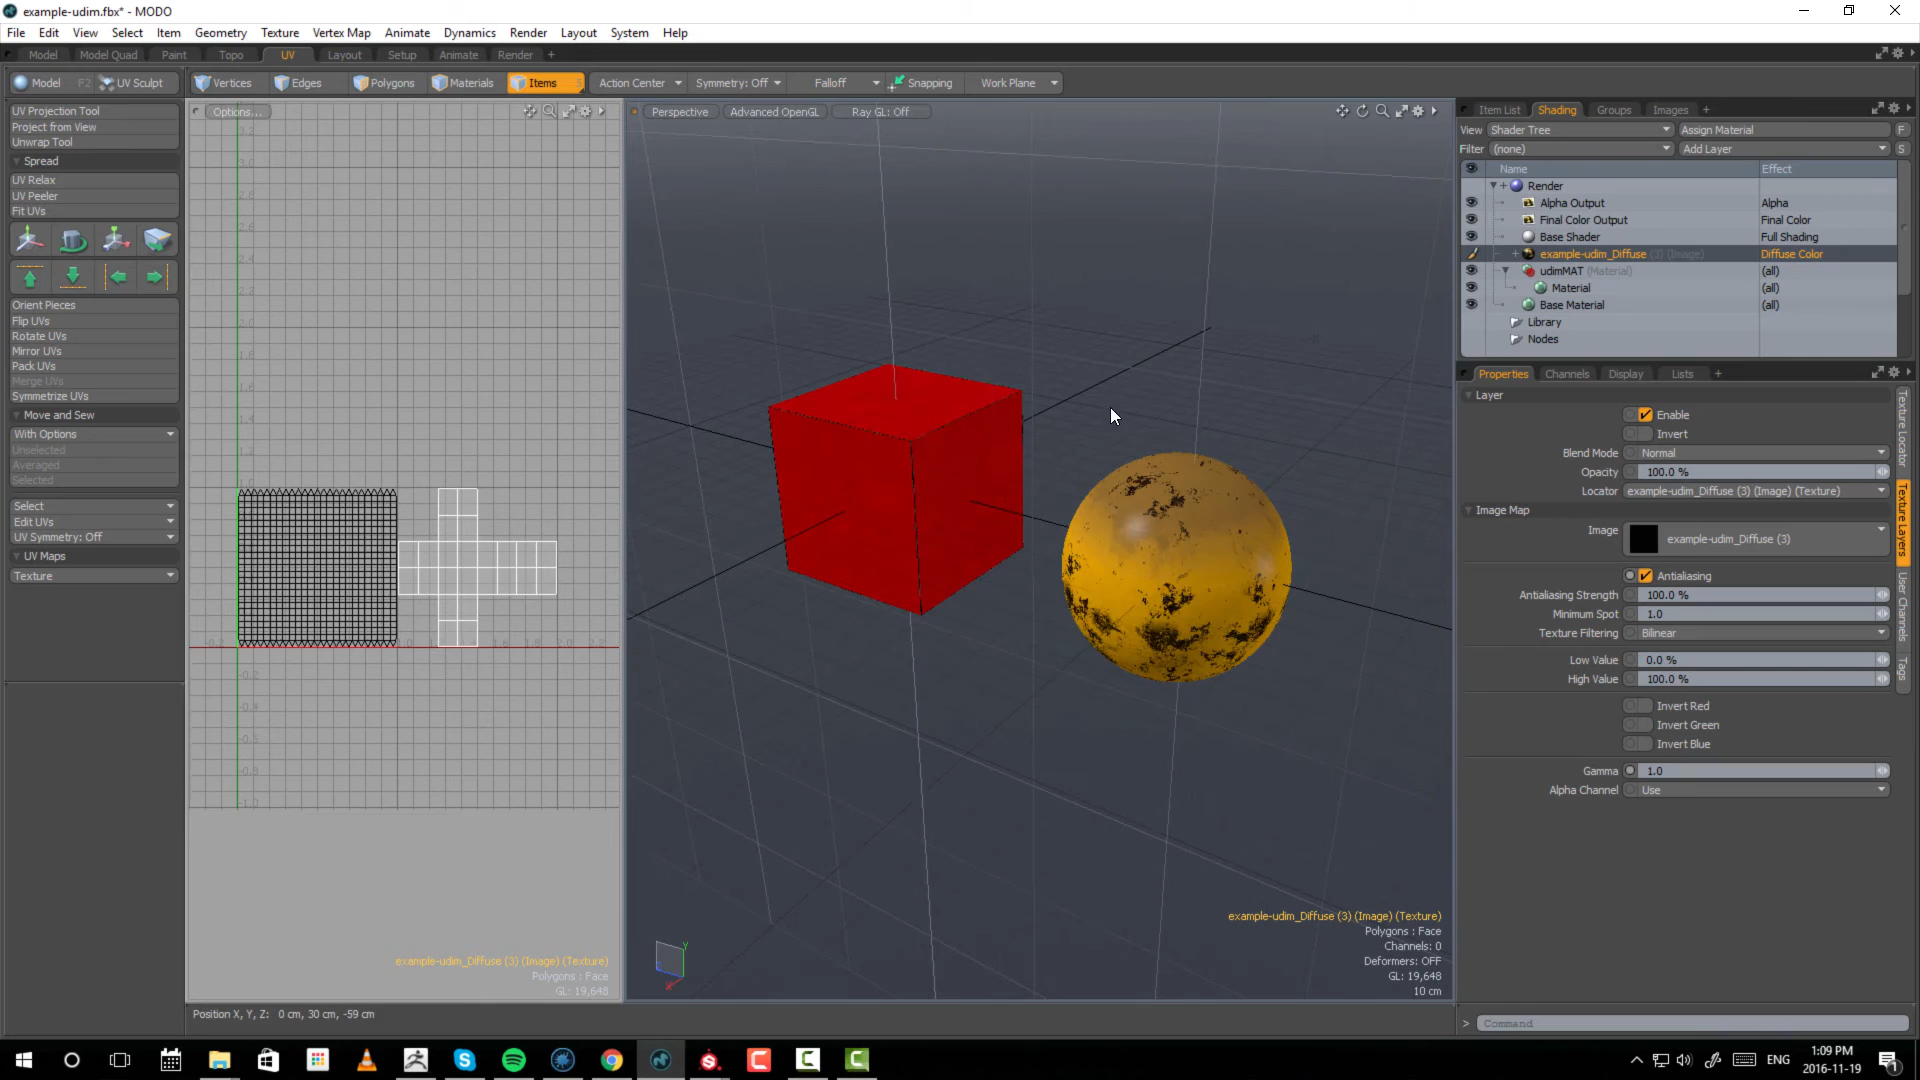 example-udim.fbx* - MODO
File Edit View Select Item Geometry Texture Vertex Map Animate Dynamics Render Layout System Help
Model Model Quad Paint Topo UV Layout Setup Animate Render +
Model F2 UV Sculpt Vertices Edges Polygons Materials Items 5 Action Center Symmetry: Off Falloff Snapping Work Plane
UV Projection Tool
Project from View
Unwrap Tool
Spread
UV Relax
UV Peeler
Fit UVs
Orient Pieces
Flip UVs
Rotate UVs
Mirror UVs
Pack UVs
Merge UVs
Symmetrize UVs
Move and Sew
With Options
Unselected
Averaged
Selected
Select
Edit UVs
UV Symmetry: Off
UV Maps
Texture
Options...
example-udim_Diffuse (3) (Image) (Texture)
Polygons : Face
GL: 19,648
Perspective Advanced OpenGL Ray GL: Off
example-udim_Diffuse (3) (Image) (Texture)
Polygons : Face
Channels: 0
Deformers: OFF
GL: 19,648
10 cm
Item List Shading Groups Images +
View Shader Tree Assign Material F
Filter (none) Add Layer S
Name Effect
Render
Alpha Output Alpha
Final Color Output Final Color
Base Shader Full Shading
example-udim_Diffuse (3) (Image) Diffuse Color
udimMAT (Material) (all)
Material (all)
Base Material (all)
Library
Nodes
Properties Channels Display Lists +
Layer
Enable
Invert
Blend Mode Normal
Opacity 100.0 %
Locator example-udim_Diffuse (3) (Image) (Texture)
Image Map
Image example-udim_Diffuse (3)
Antialiasing
Antialiasing Strength 100.0 %
Minimum Spot 1.0
Texture Filtering Bilinear
Low Value 0.0 %
High Value 100.0 %
Invert Red
Invert Green
Invert Blue
Gamma 1.0
Alpha Channel Use
Texture Locator
Texture Layers
User Channels
Tags
Position X, Y, Z: 0 cm, 30 cm, -59 cm
> Command
ENG 1:09 PM
2016-11-19